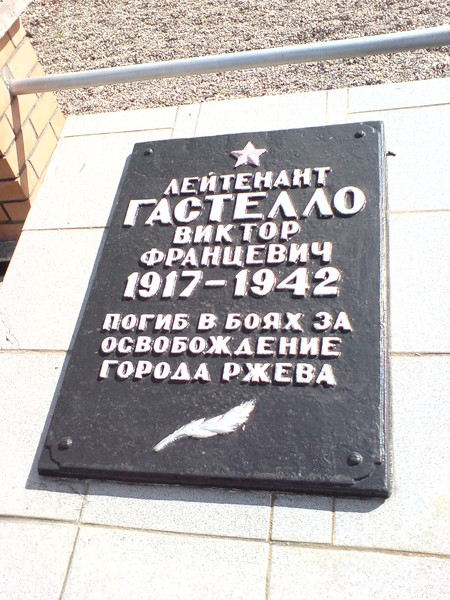 ЛЕЙТЕНАНТ
ГАСТЕЛЛО
ВИКТОР
ФРАНЦЕВИЧ
1917-1942
ПОГИБ В БОЯХ ЗА
ОСВОБОЖДЕНИЕ
ГОРОДА РЖЕВА